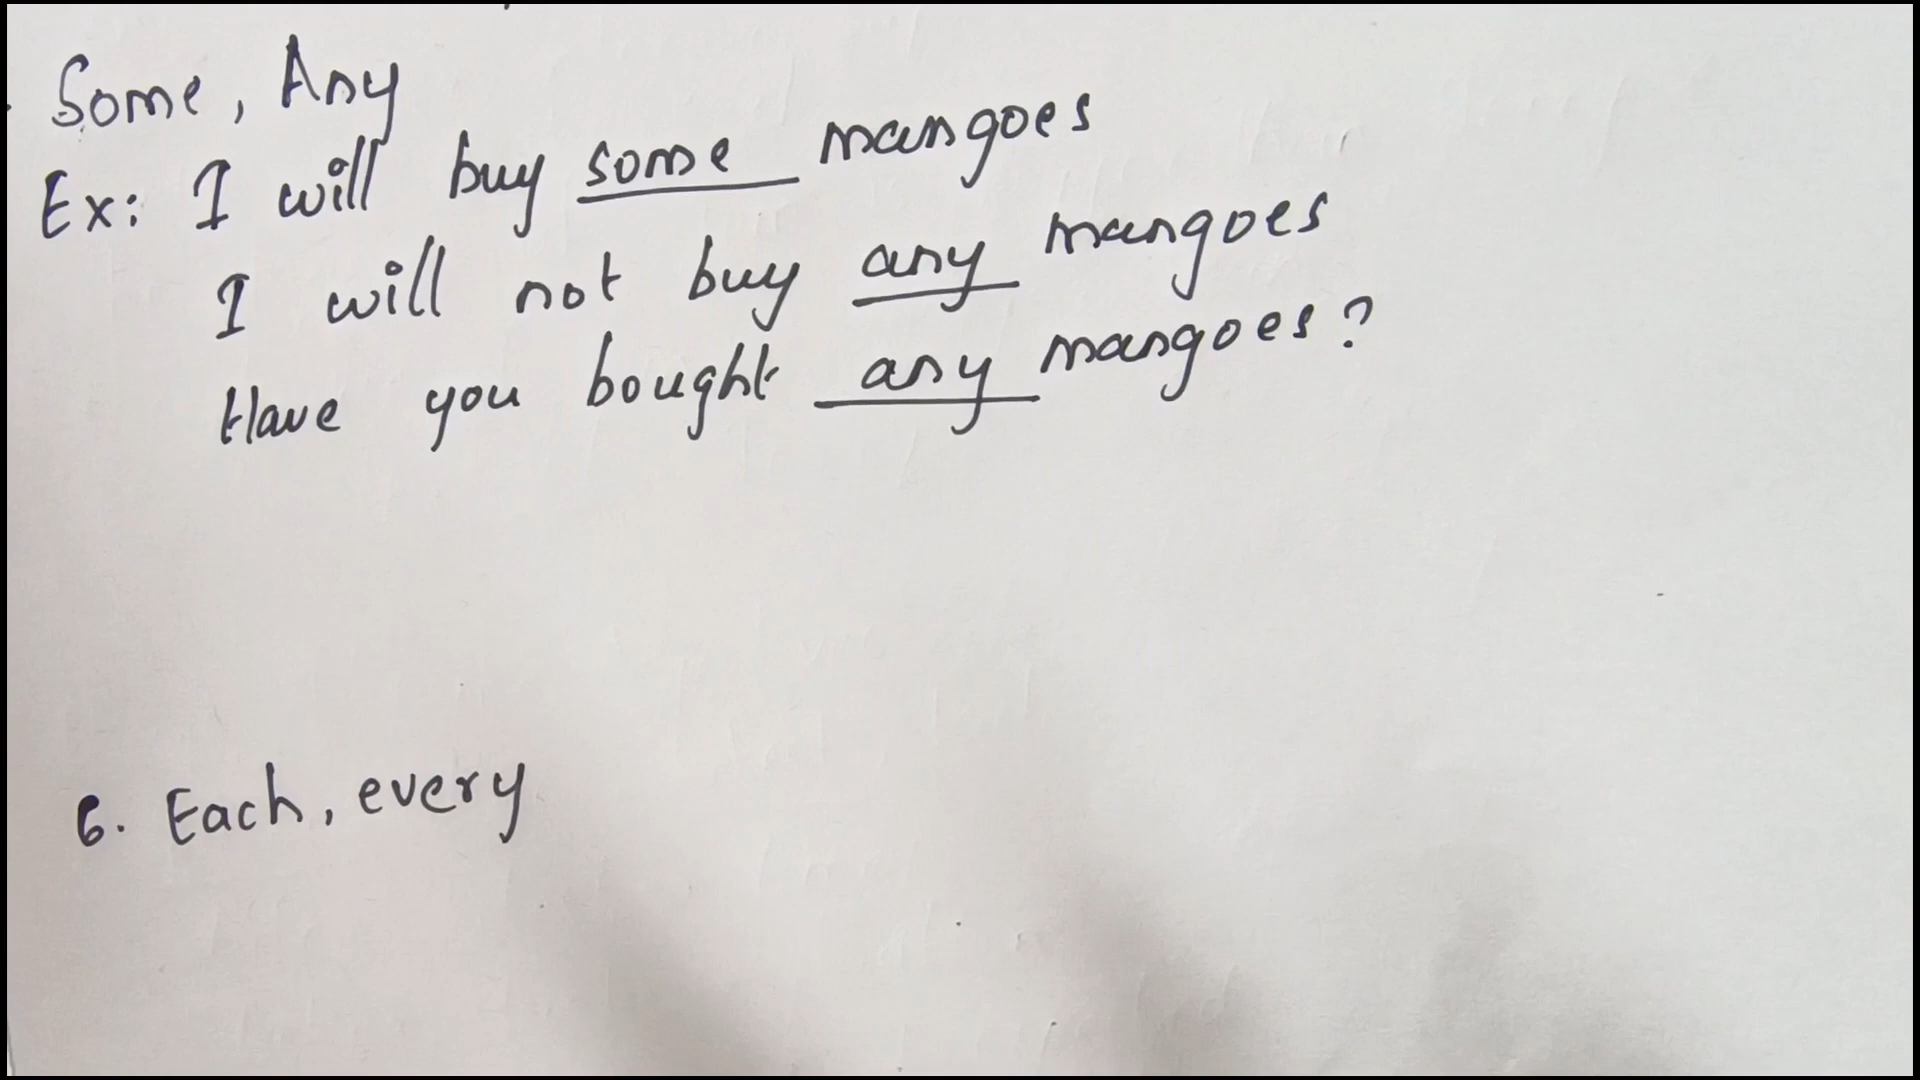 Some, Any
Ex: I will buy some mangoes
I will not buy any mangoes
Have you bought any mangoes?
6. Each, every